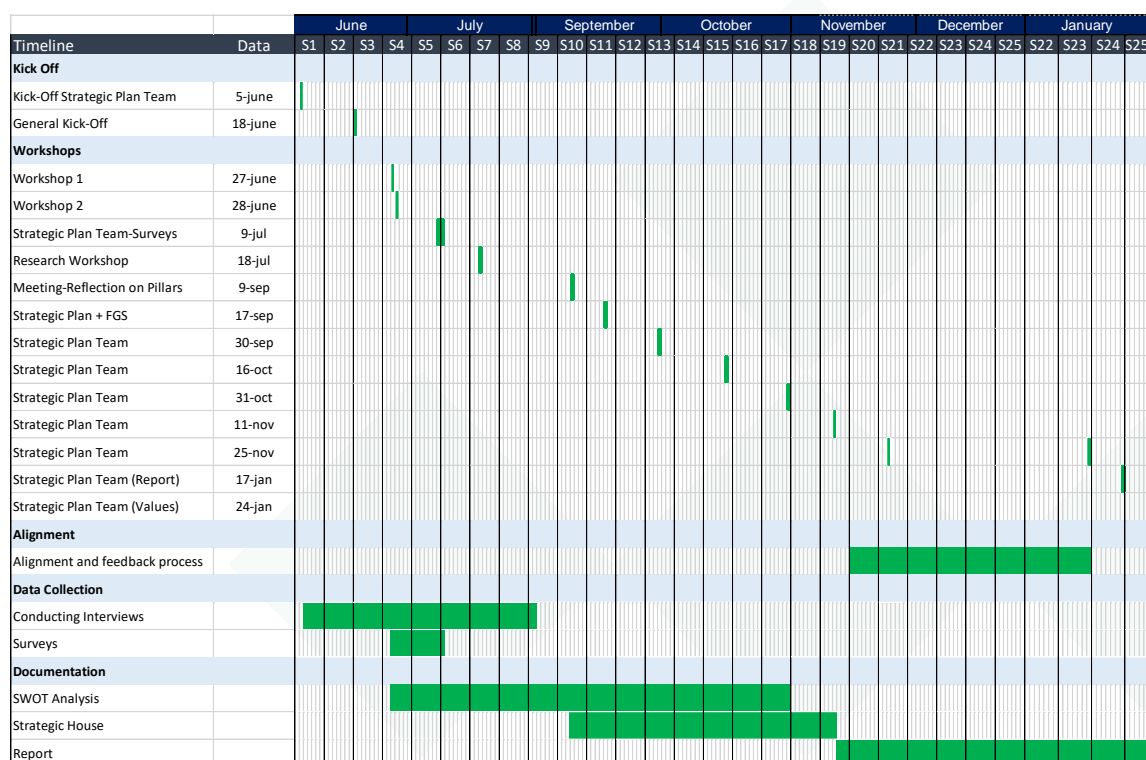 June July September October November December January
Timeline Data S1 S2 S3 S4 S5 S6 S7 S8 S9 S10 S11 S12 S13 S14 S15 S16 S17 S18 S19 S20 S21 S22 S23 S24 S25 S22 S23 S24 S25
Kick Off
Kick-Off Strategic Plan Team 5-june
General Kick-Off 18-june
Workshops
Workshop 1 27-june
Workshop 2 28-june
Strategic Plan Team-Surveys 9-jul
Research Workshop 18-jul
Meeting-Reflection on Pillars 9-sep
Strategic Plan + FGS 17-sep
Strategic Plan Team 30-sep
Strategic Plan Team 16-oct
Strategic Plan Team 31-oct
Strategic Plan Team 11-nov
Strategic Plan Team 25-nov
Strategic Plan Team (Report) 17-jan
Strategic Plan Team (Values) 24-jan
Alignment
Alignment and feedback process
Data Collection
Conducting Interviews
Surveys
Documentation
SWOT Analysis
Strategic House
Report